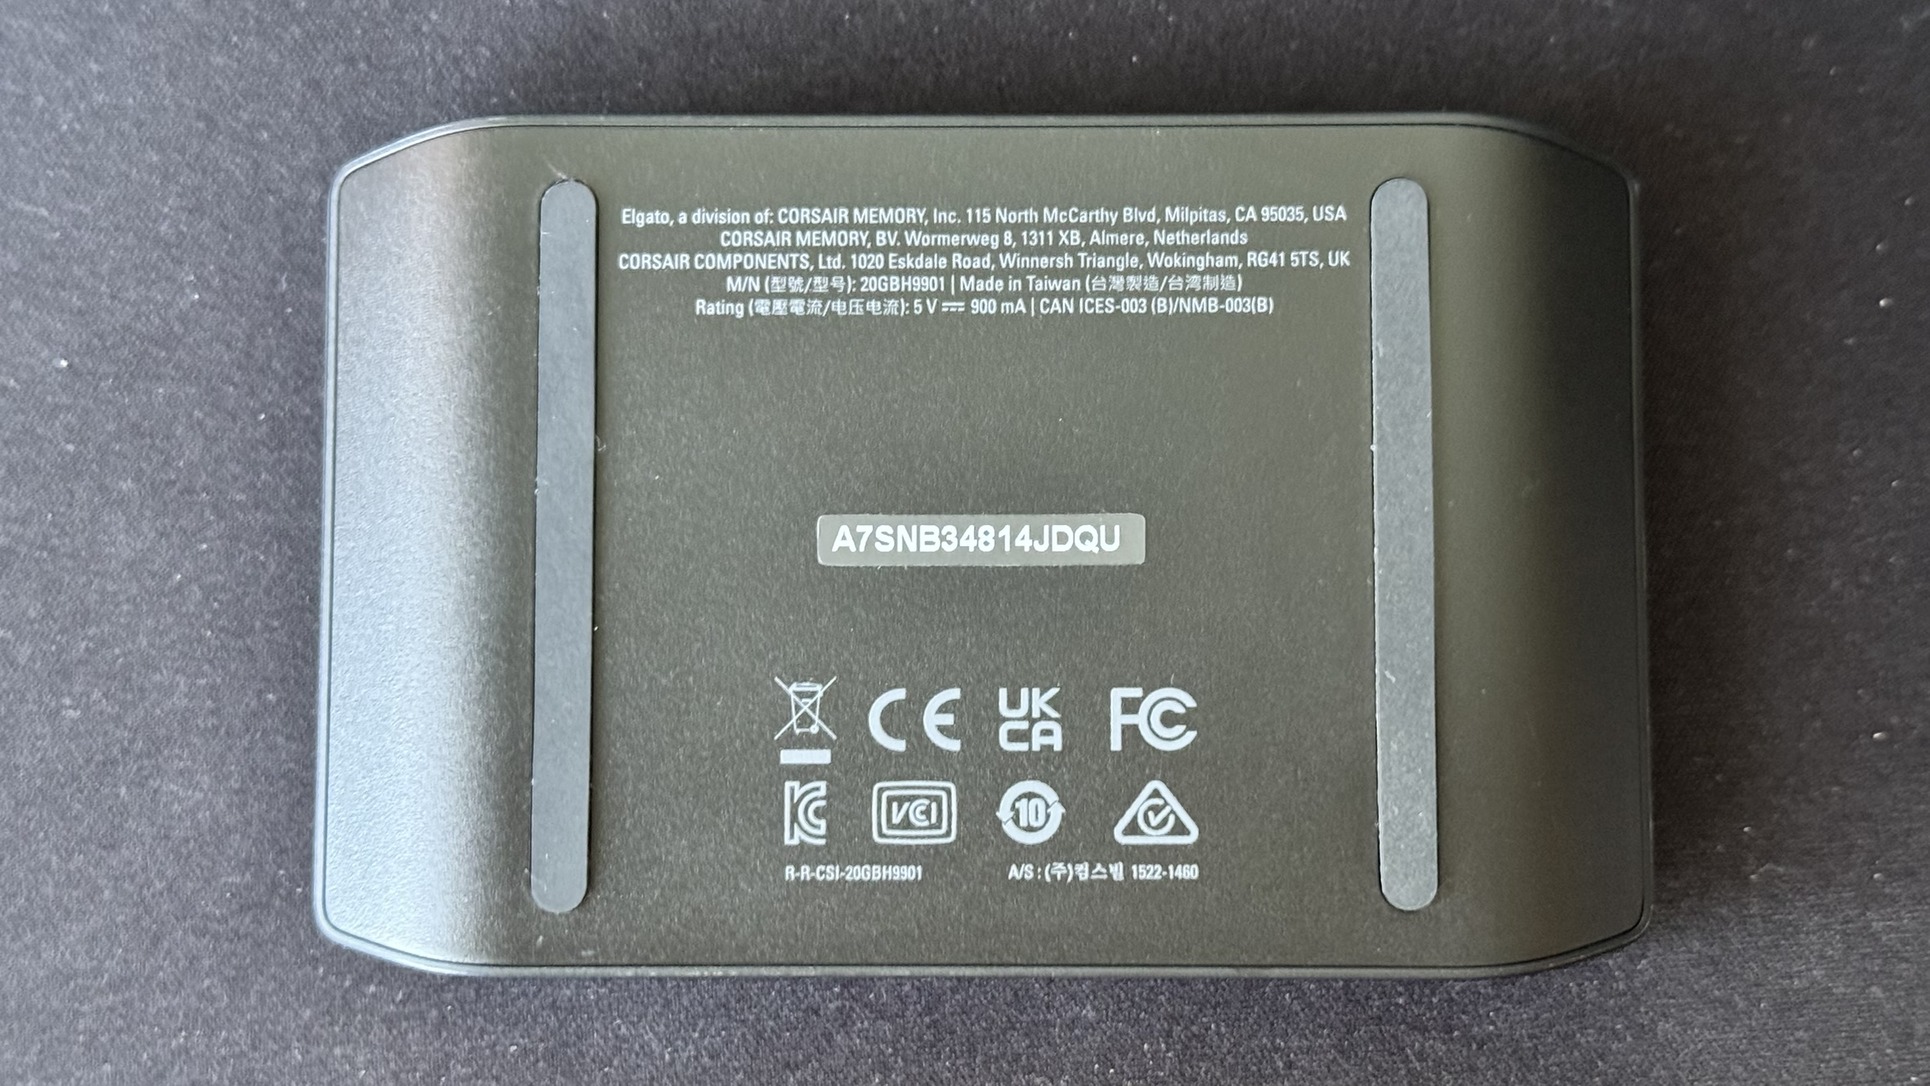 Elgato, a division of: CORSAIR MEMORY, Inc. 115 North McCarthy Blvd, Milpitas, CA 95035, USA
CORSAIR MEMORY, BV. Wormerweg 8, 1311 XB, Almere, Netherlands
CORSAIR COMPONENTS, Ltd. 1020 Eskdale Road, Winnersh Triangle, Wokingham, RG41 5TS, UK
M/N (型號/型号): 20GBH9901 | Made in Taiwan (台灣製造/台湾制造)
Rating (電壓電流/电压电流): 5 V ⎓ 900 mA | CAN ICES-003 (B)/NMB-003(B)
A7SNB34814JDQU
CE UK CA FC
KC VCI 10
R-R-CSI-20GBH9901 A/S : (주)컴스빌 1522-1460